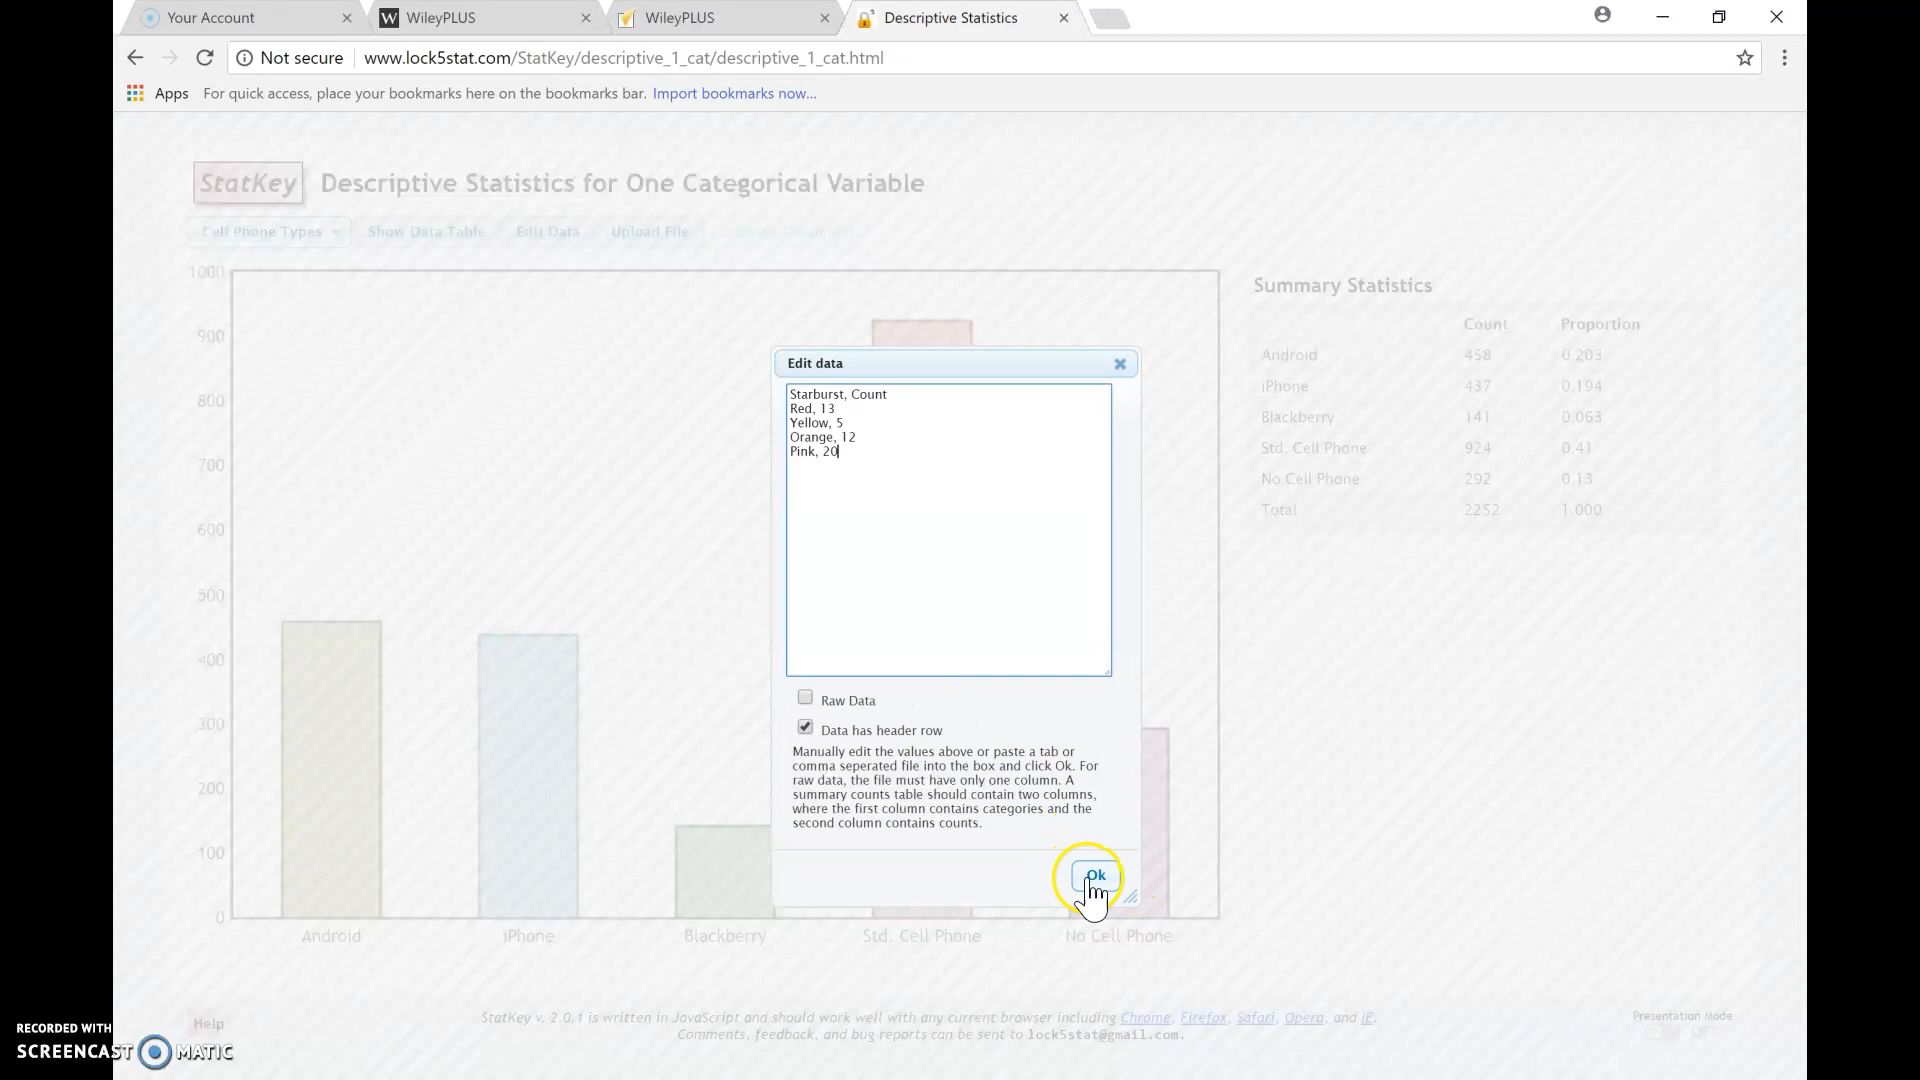 Your Account
WileyPLUS
WileyPLUS
Descriptive Statistics
Not secure
www.lock5stat.com/StatKey/descriptive_1_cat/descriptive_1_cat.html
Apps
For quick access, place your bookmarks here on the bookmarks bar. Import bookmarks now...
StatKey
Descriptive Statistics for One Categorical Variable
Cell Phone Types
Show Data Table
Edit Data
Upload File
Summary Statistics
Count Proportion
Android 458 0.203
iPhone 437 0.194
Blackberry 141 0.063
Std. Cell Phone 924 0.41
No Cell Phone 292 0.13
Total 2252 1.000
1000
900
800
700
600
500
400
300
200
100
0
Android
iPhone
Blackberry
Std. Cell Phone
No Cell Phone
Edit data
Starburst, Count
Red, 13
Yellow, 5
Orange, 12
Pink, 20
Raw Data
Data has header row
Manually edit the values above or paste a tab or
comma seperated file into the box and click Ok. For
raw data, the file must have only one column. A
summary counts table should contain two columns,
where the first column contains categories and the
second column contains counts.
Ok
Help
StatKey v. 2.0.1 is written in JavaScript and should work well with any current browser including Chrome, Firefox, Safari, Opera, and IE.
Comments, feedback, and bug reports can be sent to lock5stat@gmail.com.
Presentation Mode
RECORDED WITH
SCREENCAST MATIC